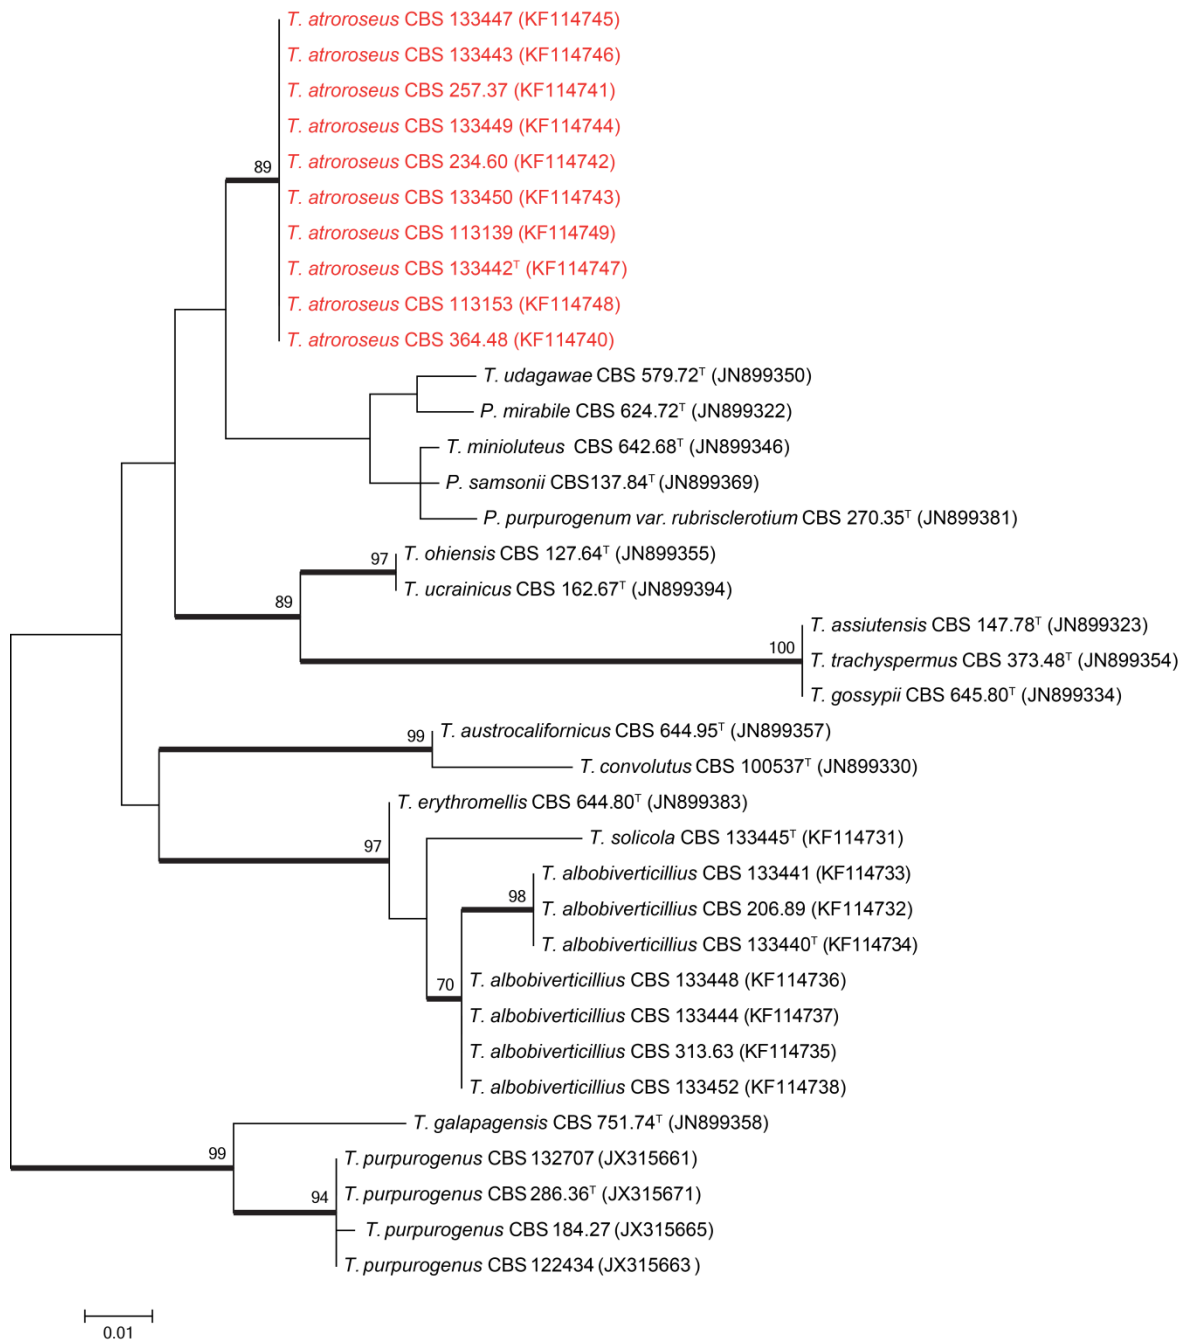 T. atroroseus CBS 133447 (KF114745)
T. atroroseus CBS 133443 (KF114746)
T. atroroseus CBS 257.37 (KF114741)
T. atroroseus CBS 133449 (KF114744)
89
T. atroroseus CBS 234.60 (KF114742)
T. atroroseus CBS 133450 (KF114743)
T. atroroseus CBS 113139 (KF114749)
T. atroroseus CBS 133442ᵀ (KF114747)
T. atroroseus CBS 113153 (KF114748)
T. atroroseus CBS 364.48 (KF114740)
T. udagawae CBS 579.72ᵀ (JN899350)
P. mirabile CBS 624.72ᵀ (JN899322)
T. minioluteus CBS 642.68ᵀ (JN899346)
P. samsonii CBS137.84ᵀ (JN899369)
P. purpurogenum var. rubrisclerotium CBS 270.35ᵀ (JN899381)
97
T. ohiensis CBS 127.64ᵀ (JN899355)
T. ucrainicus CBS 162.67ᵀ (JN899394)
89
T. assiutensis CBS 147.78ᵀ (JN899323)
100
T. trachyspermus CBS 373.48ᵀ (JN899354)
T. gossypii CBS 645.80ᵀ (JN899334)
99
T. austrocalifornicus CBS 644.95ᵀ (JN899357)
T. convolutus CBS 100537ᵀ (JN899330)
T. erythromellis CBS 644.80ᵀ (JN899383)
97
T. solicola CBS 133445ᵀ (KF114731)
T. albobiverticillius CBS 133441 (KF114733)
98
T. albobiverticillius CBS 206.89 (KF114732)
T. albobiverticillius CBS 133440ᵀ (KF114734)
70
T. albobiverticillius CBS 133448 (KF114736)
T. albobiverticillius CBS 133444 (KF114737)
T. albobiverticillius CBS 313.63 (KF114735)
T. albobiverticillius CBS 133452 (KF114738)
T. galapagensis CBS 751.74ᵀ (JN899358)
99
T. purpurogenus CBS 132707 (JX315661)
94
T. purpurogenus CBS 286.36ᵀ (JX315671)
T. purpurogenus CBS 184.27 (JX315665)
T. purpurogenus CBS 122434 (JX315663 )
0.01